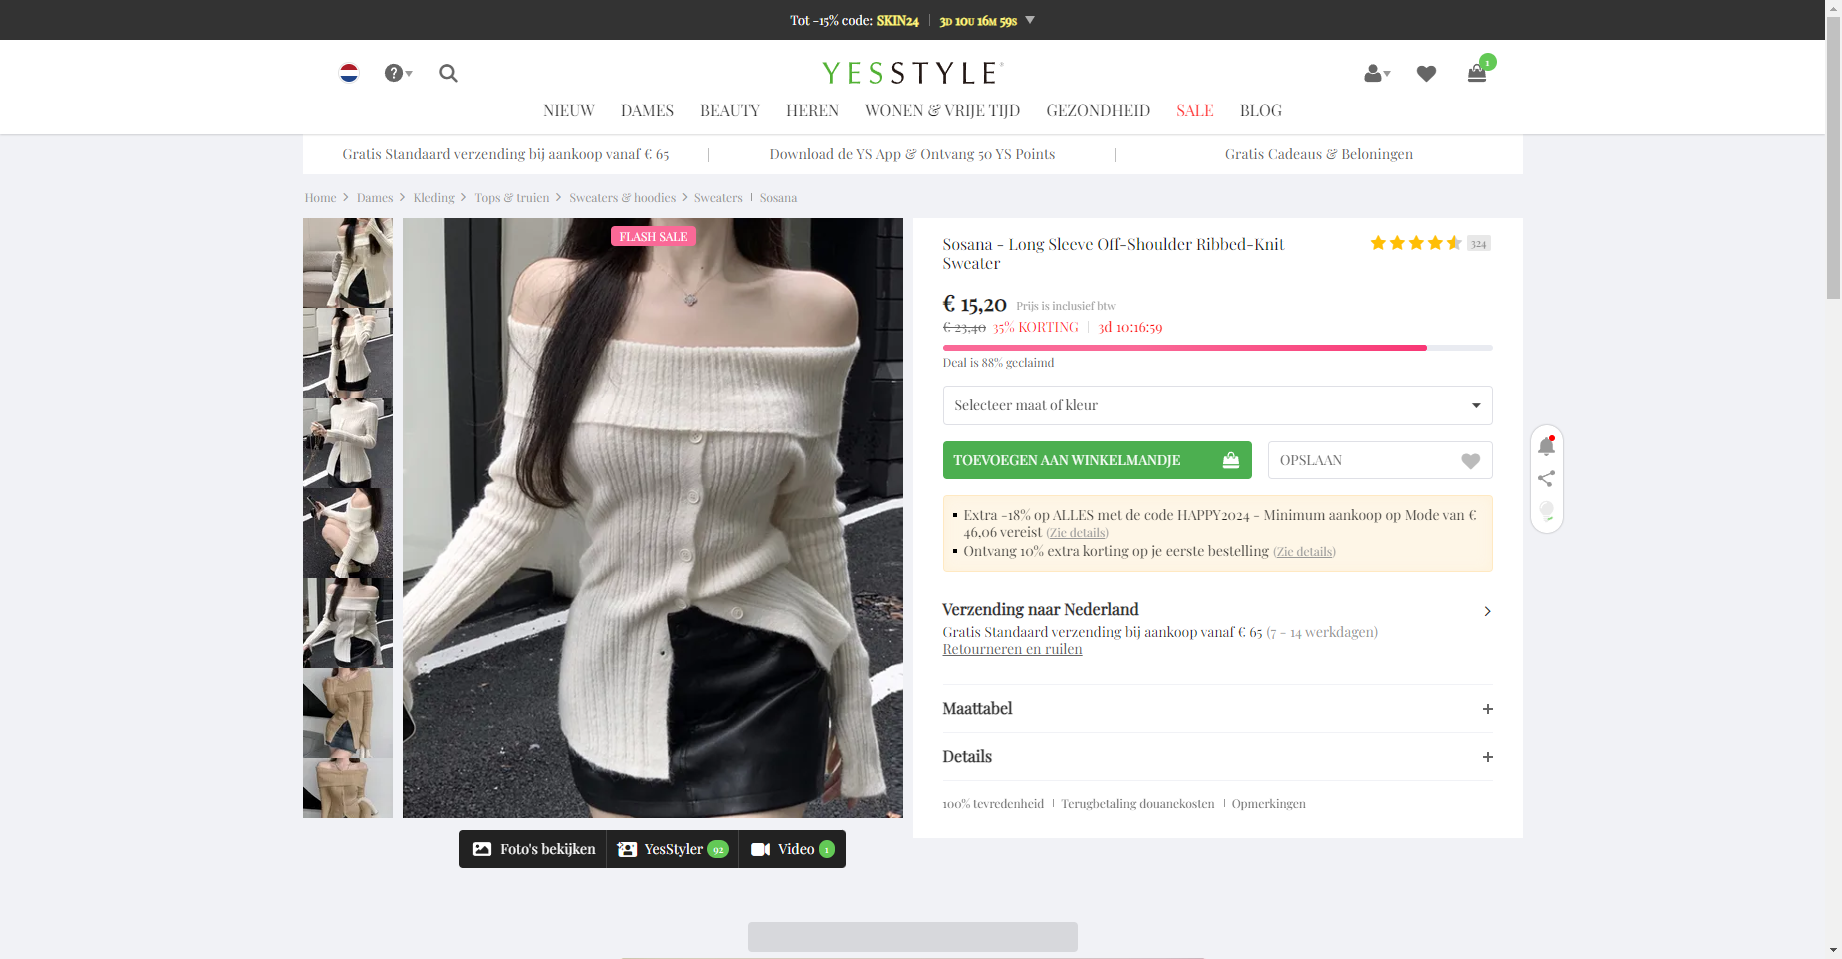 Tot -15% code: SKIN24 3D 10U 16M 59S
YESSTYLE
1
NIEUW DAMES BEAUTY HEREN WONEN & VRIJE TIJD GEZONDHEID SALE BLOG
Gratis Standaard verzending bij aankoop vanaf € 65
Download de YS App & Ontvang 50 YS Points
Gratis Cadeaus & Beloningen
Home Dames Kleding Tops & truien Sweaters & hoodies Sweaters Sosana
FLASH SALE
Sosana - Long Sleeve Off-Shoulder Ribbed-Knit
Sweater
324
€ 15,20 Prijs is inclusief btw
€ 23,40 35% KORTING 3d 10:16:59
Deal is 88% geclaimd
Selecteer maat of kleur
TOEVOEGEN AAN WINKELMANDJE
OPSLAAN
Extra -18% op ALLES met de code HAPPY2024 - Minimum aankoop op Mode van €
46,06 vereist (Zie details)
Ontvang 10% extra korting op je eerste bestelling (Zie details)
Verzending naar Nederland
Gratis Standaard verzending bij aankoop vanaf € 65 (7 - 14 werkdagen)
Retourneren en ruilen
Maattabel
Details
100% tevredenheid Terugbetaling douanekosten Opmerkingen
Foto's bekijken YesStyler 92 Video 1